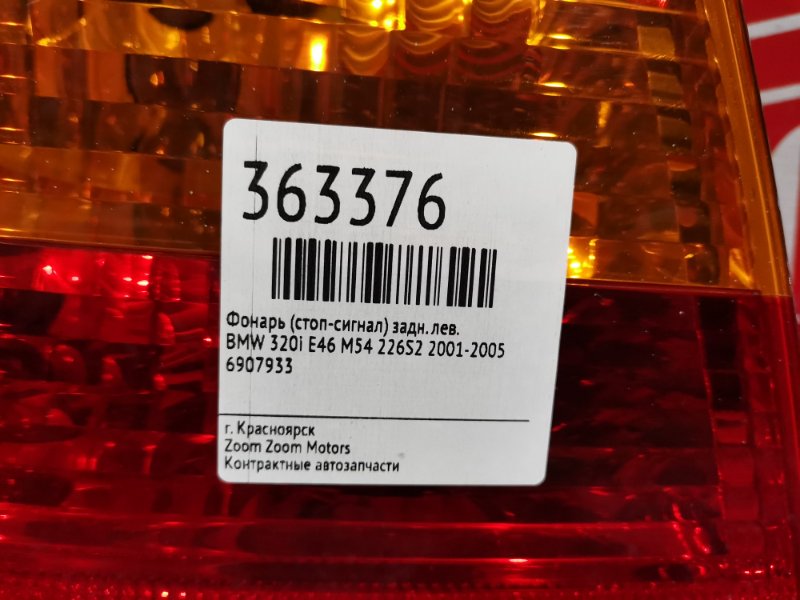 363376
Фонарь (стоп-сигнал) задн. лев.
BMW 320i E46 M54 226S2 2001-2005
6907933
г. Красноярск
Zoom Zoom Motors
Контрактные автозапчасти